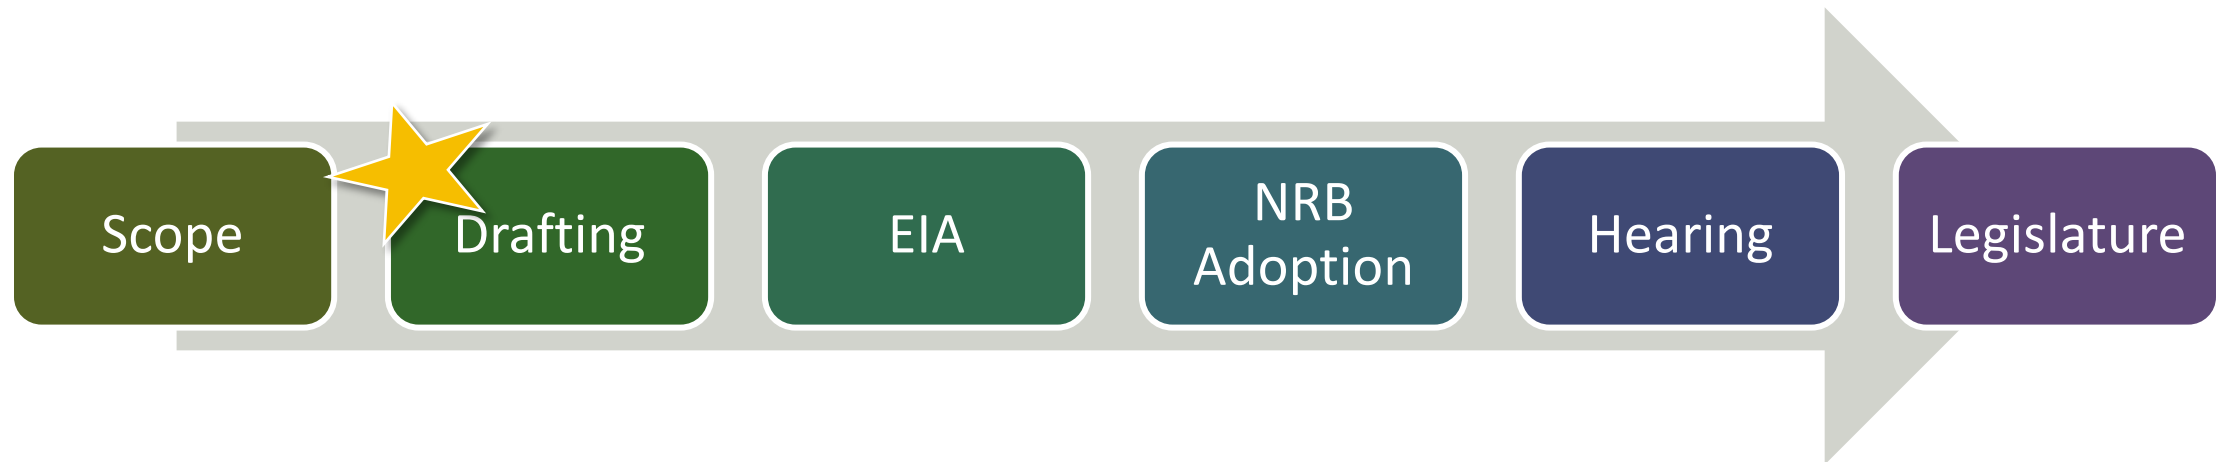 Scope
Drafting
EIA
NRB
Adoption
Hearing
Legislature